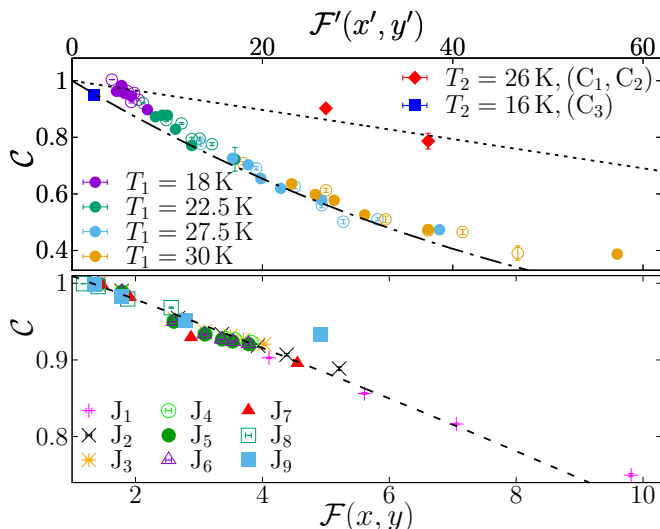 ℱ′(x′, y′)
0 20 40 60
1
0.8
0.6
0.4
C
T₂ = 26 K, (C₁, C₂)
T₂ = 16 K, (C₃)
T₁ = 18 K
T₁ = 22.5 K
T₁ = 27.5 K
T₁ = 30 K
1
0.9
0.8
C
J₁ J₄ J₇
J₂ J₅ J₈
J₃ J₆ J₉
2 4 6 8 10
ℱ(x, y)